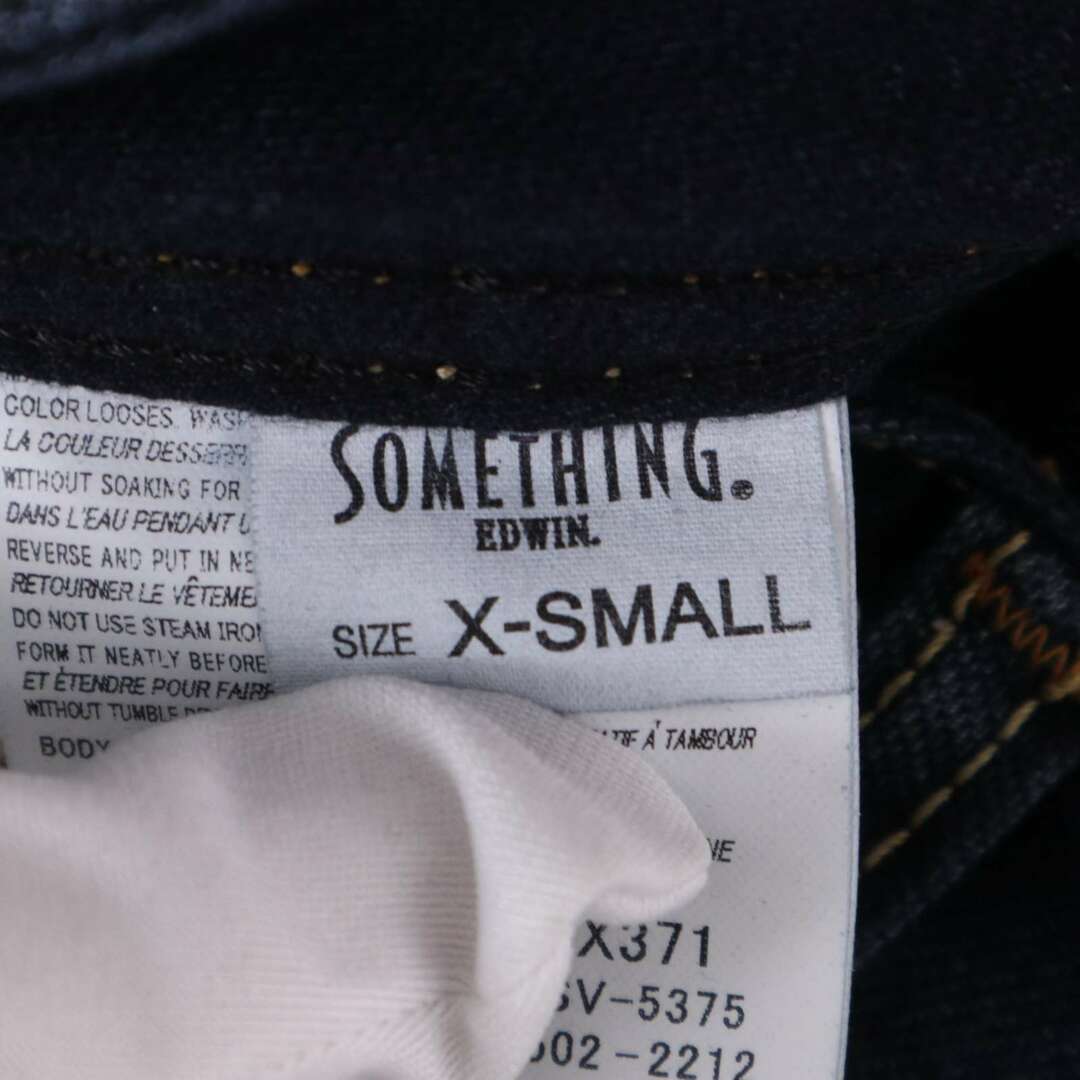 COLOR LOOSES. WASH
LA COULEUR DESSERR
WITHOUT SOAKING FOR
DANS L'EAU PENDANT U
REVERSE AND PUT IN NE
RETOURNER LE VÊTEME
DO NOT USE STEAM IRON
FORM IT NEATLY BEFORE
ET ÉTENDRE POUR FAIRE
WITHOUT TUMBLE
BODY
SOMETHING®
EDWIN.
SIZE X-SMALL
À TAMBOUR
NE
X371
SV-5375
02-2212